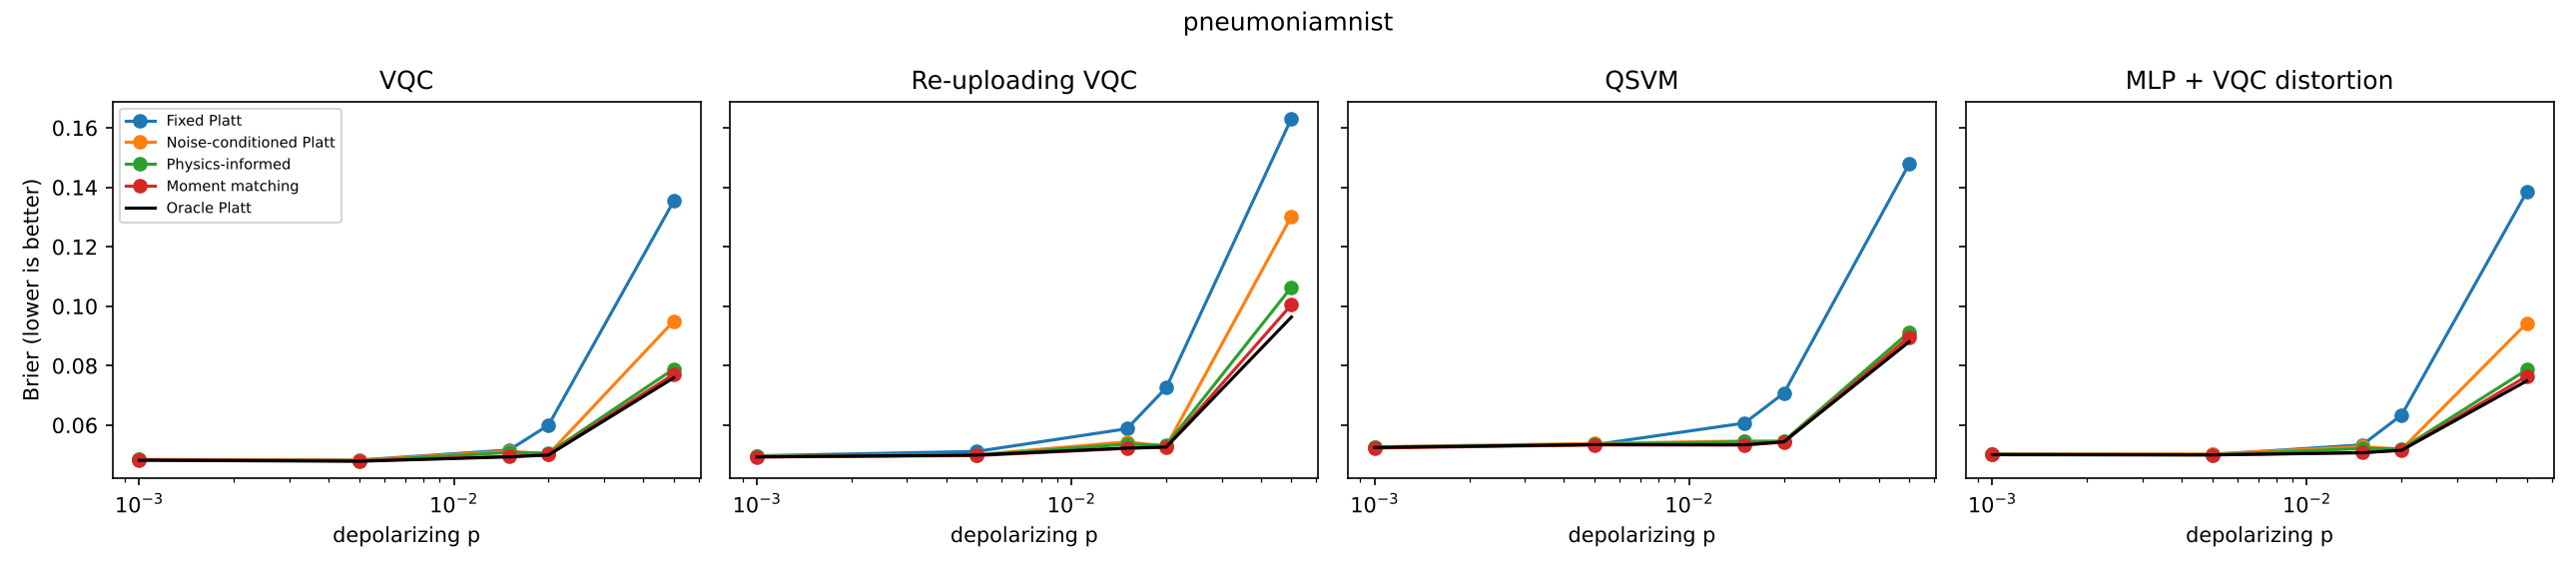 pneumoniamnist
VQC
Re-uploading VQC
QSVM
MLP + VQC distortion
Brier (lower is better)
0.16
0.14
0.12
0.10
0.08
0.06
Fixed Platt
Noise-conditioned Platt
Physics-informed
Moment matching
Oracle Platt
10⁻³ 10⁻²
10⁻³ 10⁻²
10⁻³ 10⁻²
10⁻³ 10⁻²
depolarizing p
depolarizing p
depolarizing p
depolarizing p